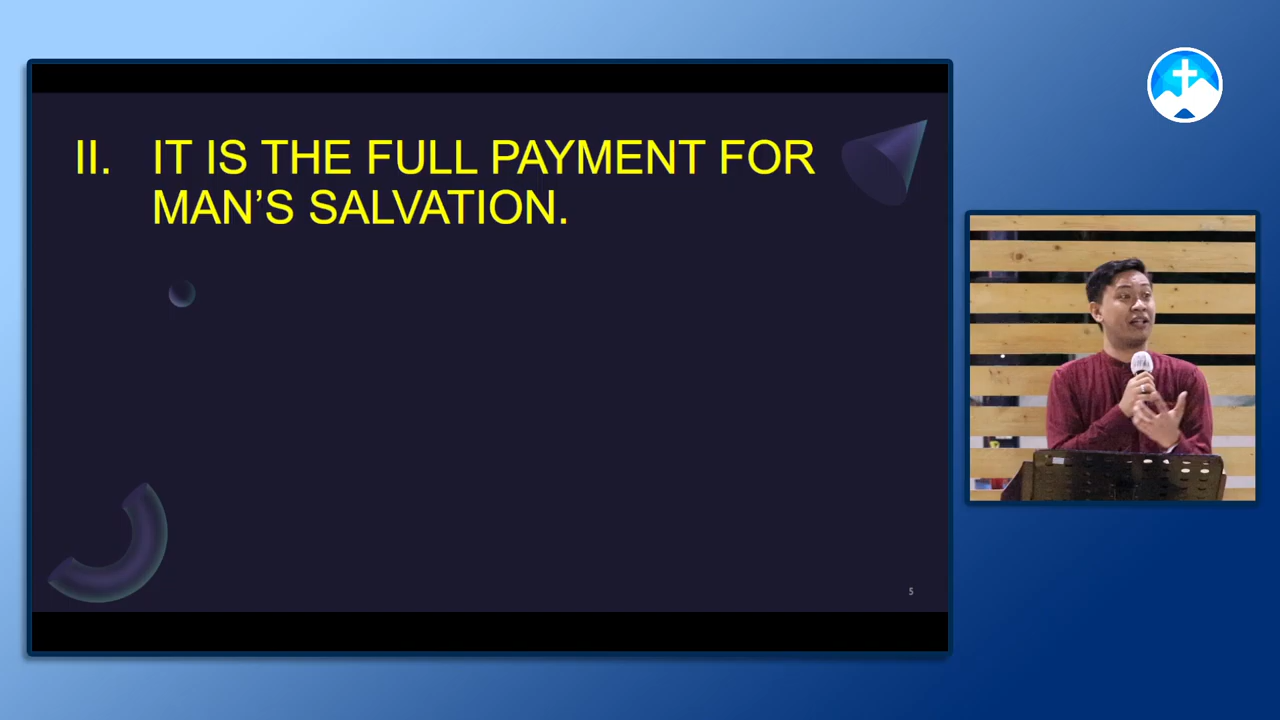 II. IT IS THE FULL PAYMENT FOR
MAN’S SALVATION.
5